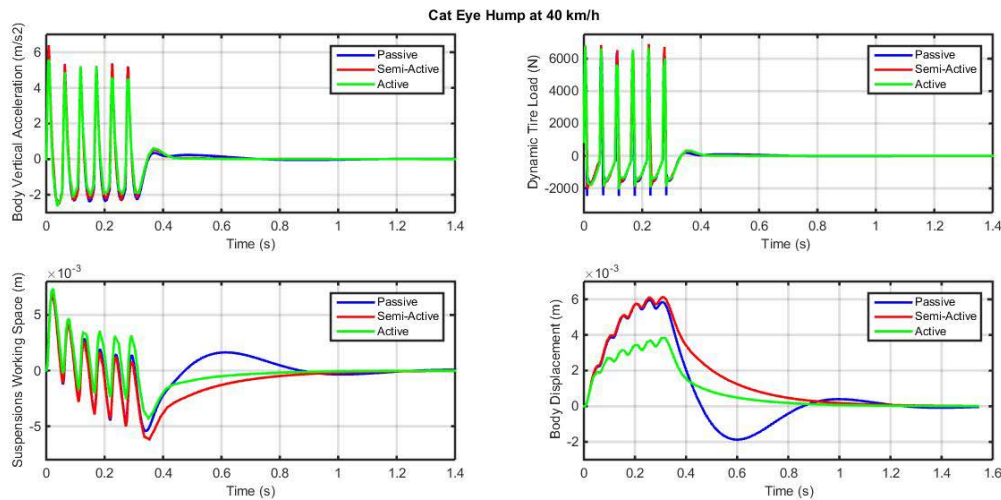 Cat Eye Hump at 40 km/h
Body Vertical Acceleration (m/s2)
6
4
2
0
-2
0 0.2 0.4 0.6 0.8 1 1.2 1.4
Time (s)
Passive
Semi-Active
Active
Dynamic Tire Load (N)
6000
4000
2000
0
-2000
0 0.2 0.4 0.6 0.8 1 1.2 1.4
Time (s)
Passive
Semi-Active
Active
Suspensions Working Space (m)
×10⁻³
5
0
-5
0 0.2 0.4 0.6 0.8 1 1.2 1.4
Time (s)
Passive
Semi-Active
Active
Body Displacement (m)
×10⁻³
6
4
2
0
-2
0 0.2 0.4 0.6 0.8 1 1.2 1.4 1.6
Time (s)
Passive
Semi-Active
Active